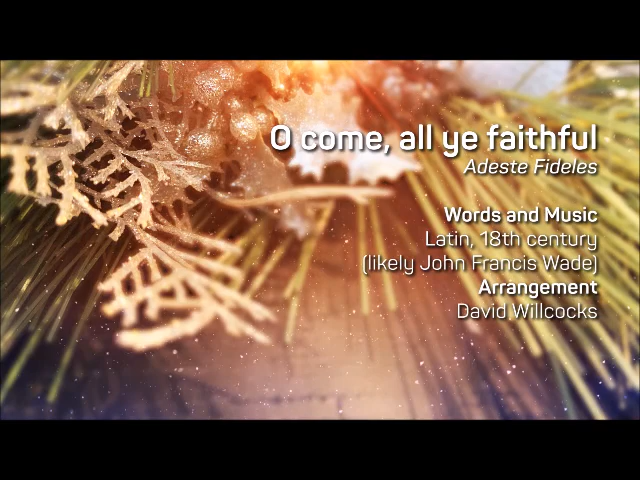 O come, all ye faithful
Adeste Fideles
Words and Music
Latin, 18th century
(likely John Francis Wade)
Arrangement
David Willcocks